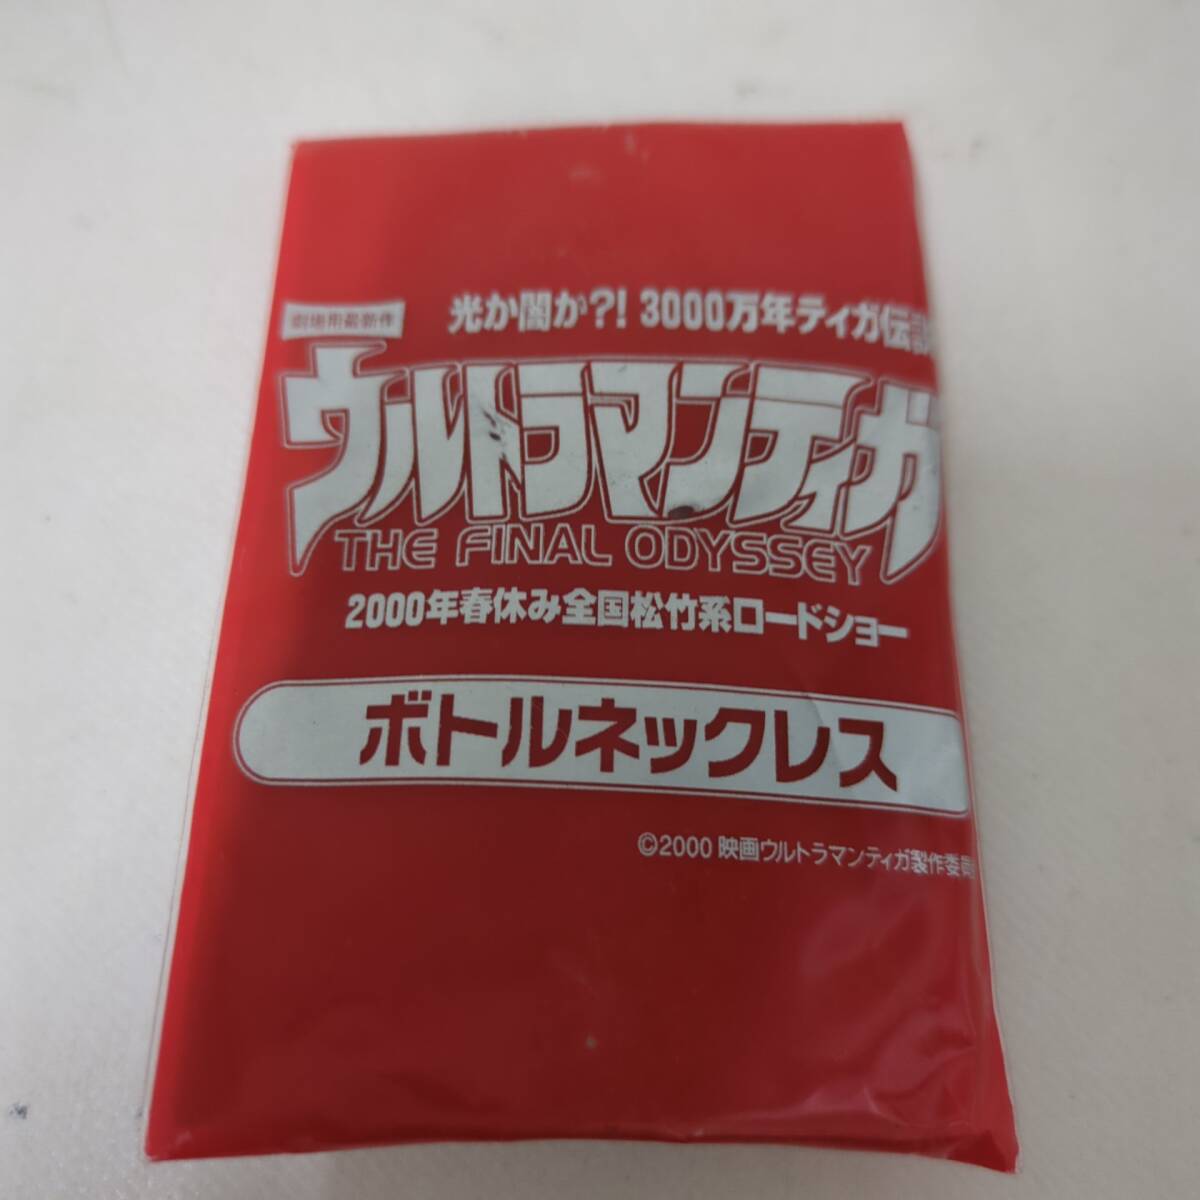 光か闇か?! 3000万年ティガ伝説
劇場用最新作
ウルトラマンティガ
THE FINAL ODYSSEY
2000年春休み全国松竹系ロードショー
ボトルネックレス
©2000 映画ウルトラマンティガ製作委員